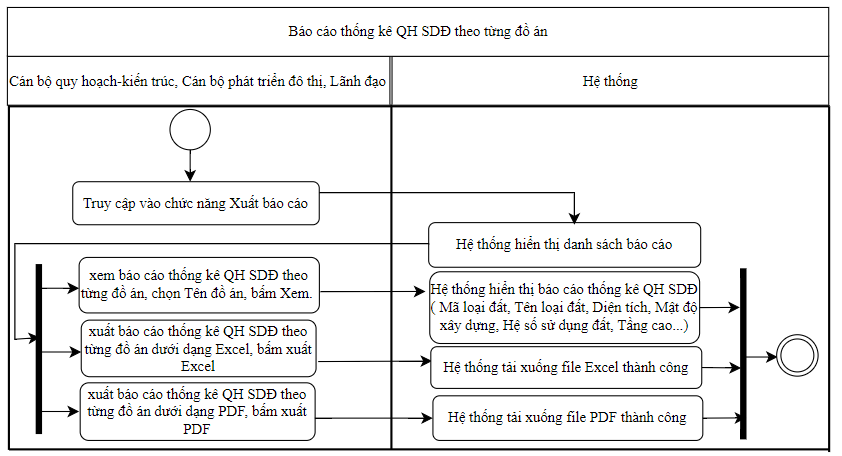 Báo cáo thống kê QH SDĐ theo từng đồ án
Cán bộ quy hoạch-kiến trúc, Cán bộ phát triển đô thị, Lãnh đạo
Hệ thống
Truy cập vào chức năng Xuất báo cáo
Hệ thống hiển thị danh sách báo cáo
xem báo cáo thống kê QH SDĐ theo
từng đồ án, chọn Tên đồ án, bấm Xem.
Hệ thống hiển thị báo cáo thống kê QH SDĐ
( Mã loại đất, Tên loại đất, Diện tích, Mật độ
xây dựng, Hệ số sử dụng đất, Tầng cao...)
xuất báo cáo thống kê QH SDĐ theo
từng đồ án dưới dạng Excel, bấm xuất
Excel
Hệ thống tải xuống file Excel thành công
xuất báo cáo thống kê QH SDĐ theo
từng đồ án dưới dạng PDF, bấm xuất
PDF
Hệ thống tải xuống file PDF thành công